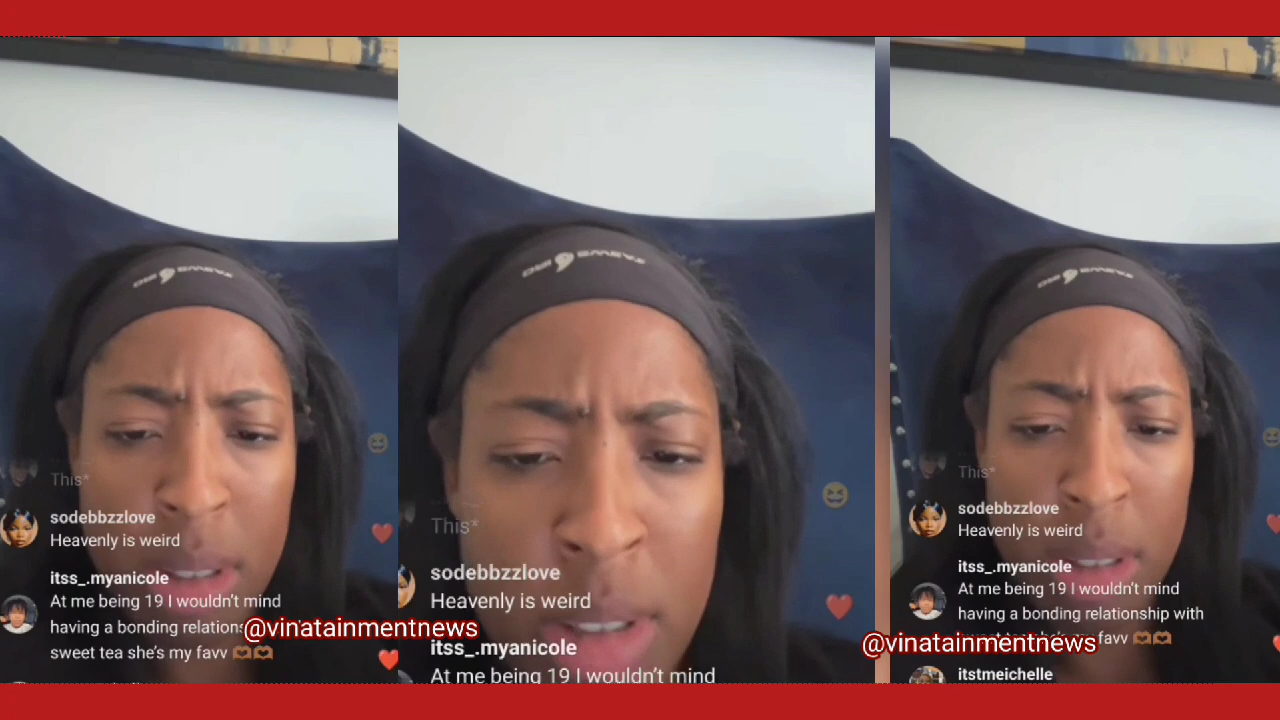 This*
sodebbzzlove
Heavenly is weird
itss_.myanicole
At me being 19 I wouldn't mind
having a bonding relations
sweet tea she's my favv
@vinatainmentnews
This*
sodebbzzlove
Heavenly is weird
itss_.myanicole
At me being 19 I wouldn't mind
This*
sodebbzzlove
Heavenly is weird
itss_.myanicole
At me being 19 I wouldn't mind
having a bonding relationship with
favv
@vinatainmentnews
itstmeichelle